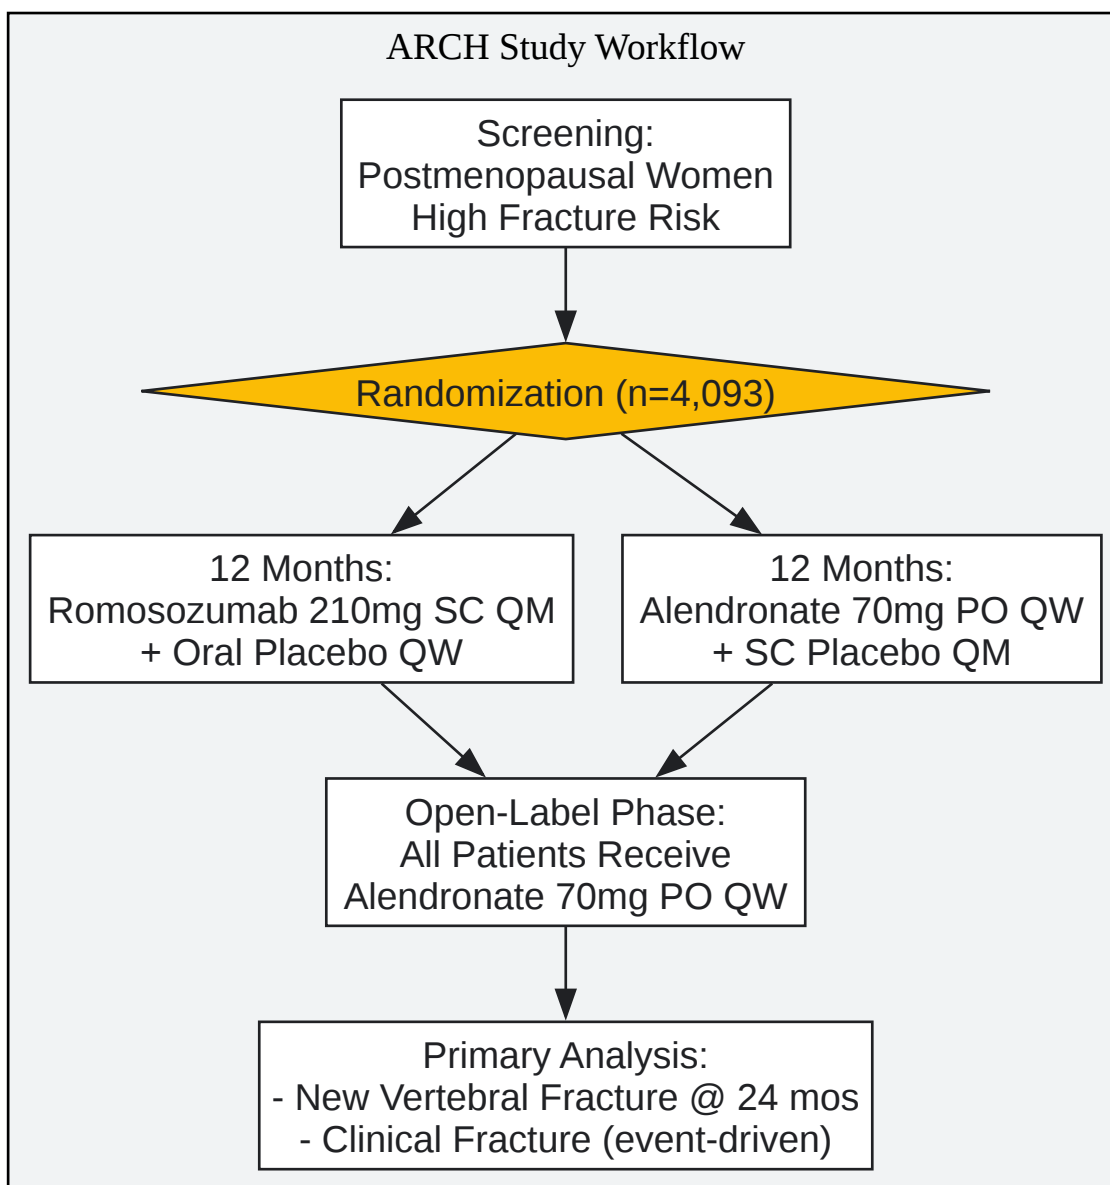 ARCH Study Workflow
Screening:
Postmenopausal Women
High Fracture Risk
Randomization (n=4,093)
12 Months:
Romosozumab 210mg SC QM
+ Oral Placebo QW
12 Months:
Alendronate 70mg PO QW
+ SC Placebo QM
Open-Label Phase:
All Patients Receive
Alendronate 70mg PO QW
Primary Analysis:
- New Vertebral Fracture @ 24 mos
- Clinical Fracture (event-driven)